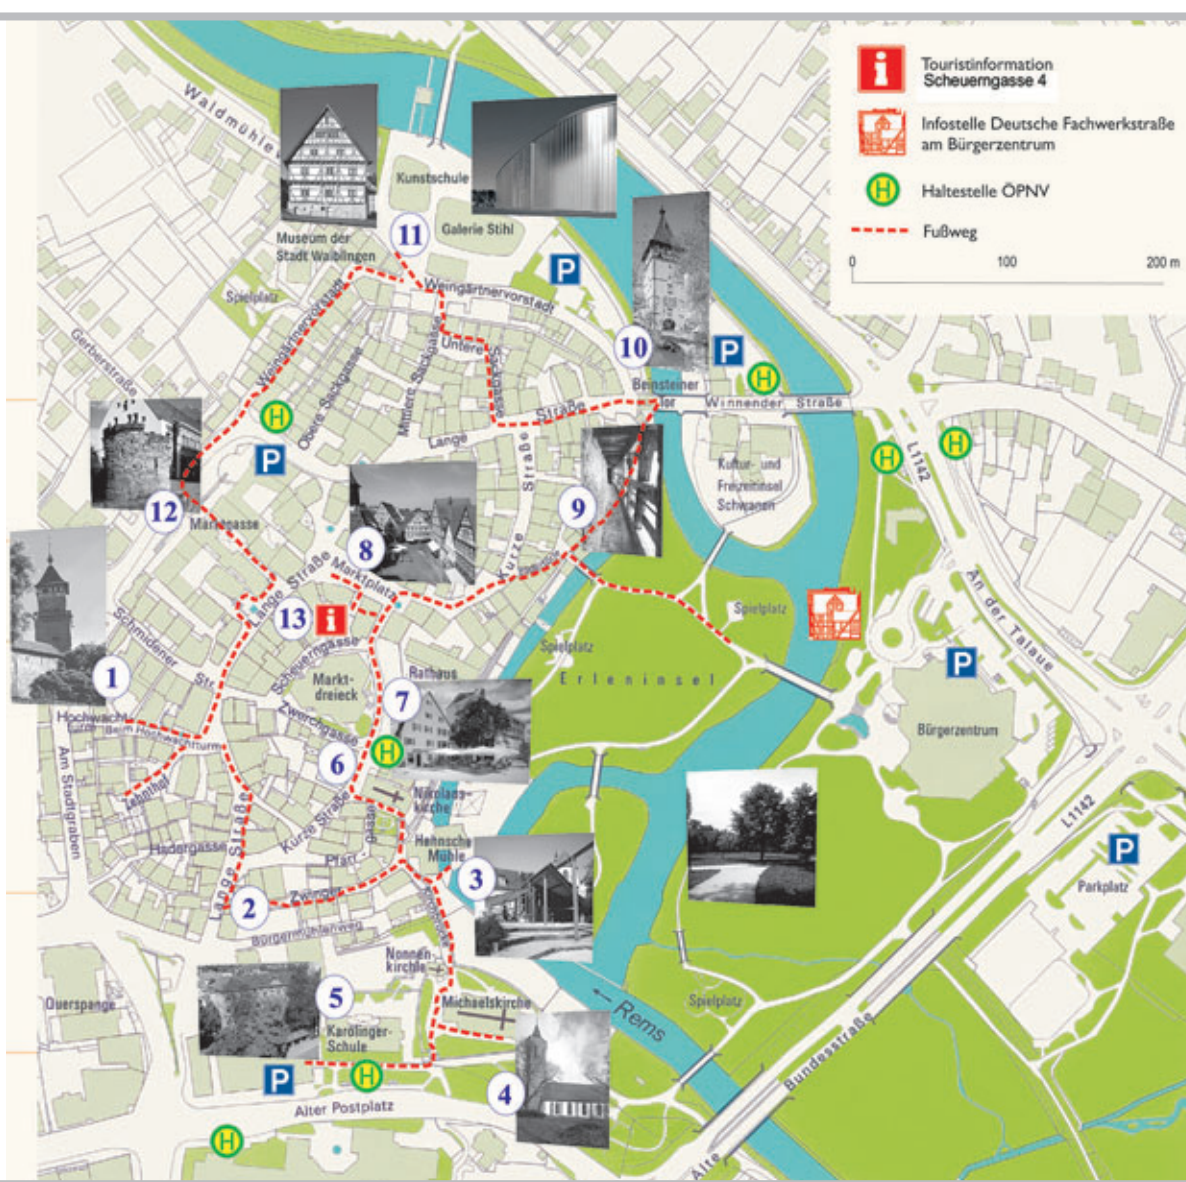 Touristinformation
Scheuerngasse 4
Infostelle Deutsche Fachwerkstraße
am Bürgerzentrum
H
Haltestelle ÖPNV
Fußweg
0 100 200 m
Kunstschule
11
Galerie Stihl
Museum der
Stadt Waiblingen
P
Weingärtnervorstadt
Spielplatz
Weingärtnervorstadt
Gerberstraße
Obere Sackgasse
Mittlere Sackgasse
Untere
Sackgasse
10
P
H
Beinsteiner
Tor
Winnender Straße
Lange Straße
H
P
H
H
L1142
Kultur- und
Freizeitinsel
Schwanen
12
Marktgasse
8
9
Kurze Straße
Lange Straße
Marktplatz
13
i
Scheuerngasse
An der Talaue
Spielplatz
Spielplatz
Erleninsel
Schmidener
Str.
1
Markt-
dreieck
Rathaus
7
P
Bürgerzentrum
Hochwacht
Beim Hochwachtturm
Am Stadtgraben
Zwerchgasse
6
H
Zehnthof
Nikolaus-
kirche
Kurze Straße
Hadergasse
Lange Straße
Pfarr-
gasse
Hehnsche
Mühle
3
L1142
P
Parkplatz
2
Zwinger
Bürgermühlenweg
Nonnen-
kirchle
5
Querspange
Michaelskirche
Karolinger-
Schule
Spielplatz
← Rems
P
H
4
Alter Postplatz
H
Alte Bundesstraße